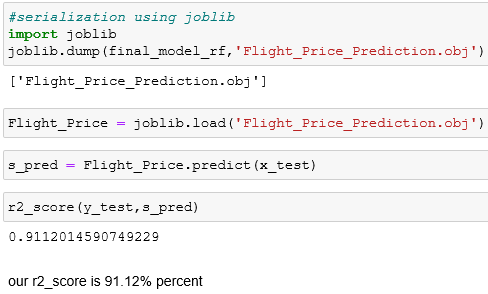 #serialization using joblib
import joblib
joblib.dump(final_model_rf,'Flight_Price_Prediction.obj')
['Flight_Price_Prediction.obj']
Flight_Price = joblib.load('Flight_Price_Prediction.obj')
s_pred = Flight_Price.predict(x_test)
r2_score(y_test,s_pred)
0.9112014590749229
our r2_score is 91.12% percent